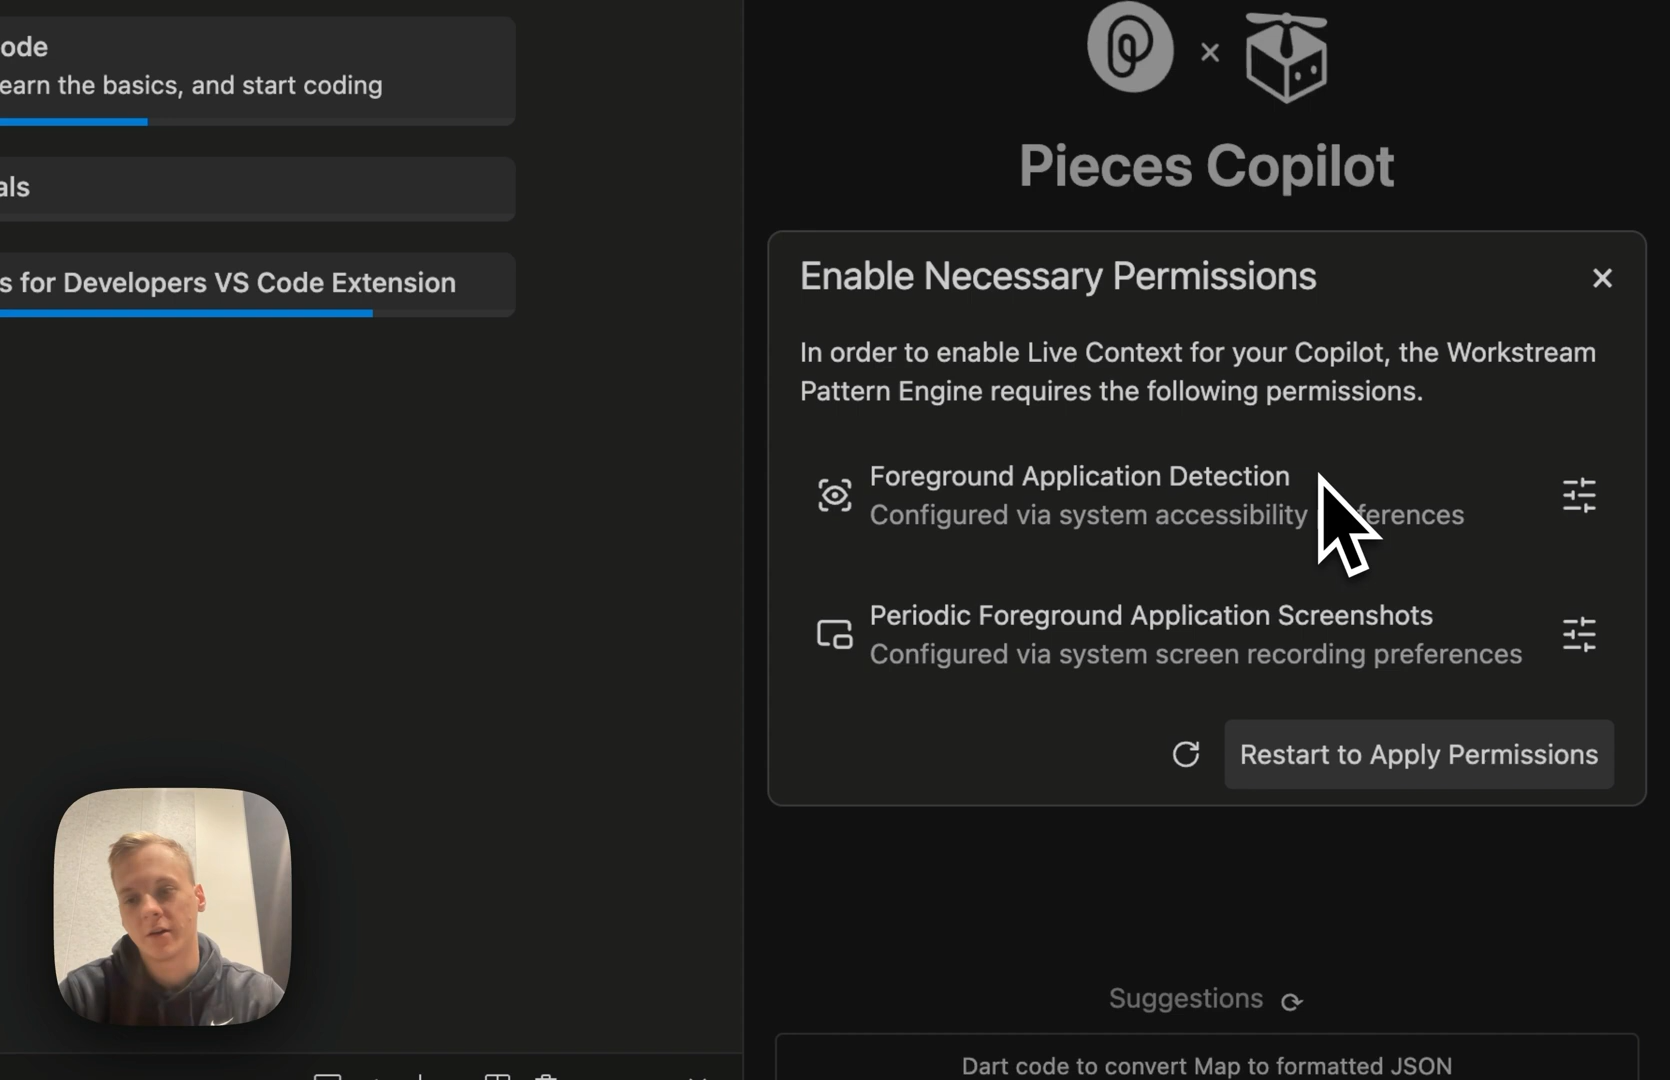 ode
earn the basics, and start coding
als
s for Developers VS Code Extension
Pieces Copilot
Enable Necessary Permissions
In order to enable Live Context for your Copilot, the Workstream
Pattern Engine requires the following permissions.
Foreground Application Detection
Configured via system accessibility ferences
Periodic Foreground Application Screenshots
Configured via system screen recording preferences
Restart to Apply Permissions
Suggestions
Dart code to convert Map to formatted JSON